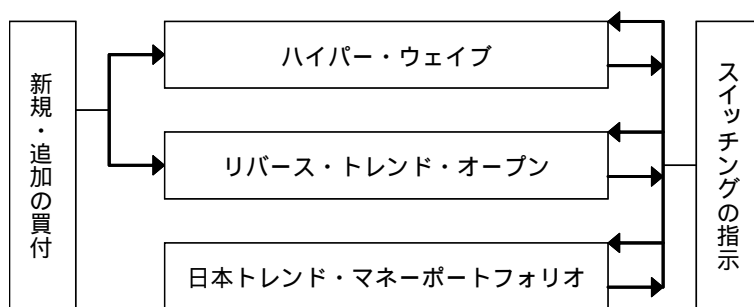 新規・追加の買付
ハイパー・ウェイブ
リバース・トレンド・オープン
日本トレンド・マネーポートフォリオ
スイッチングの指示